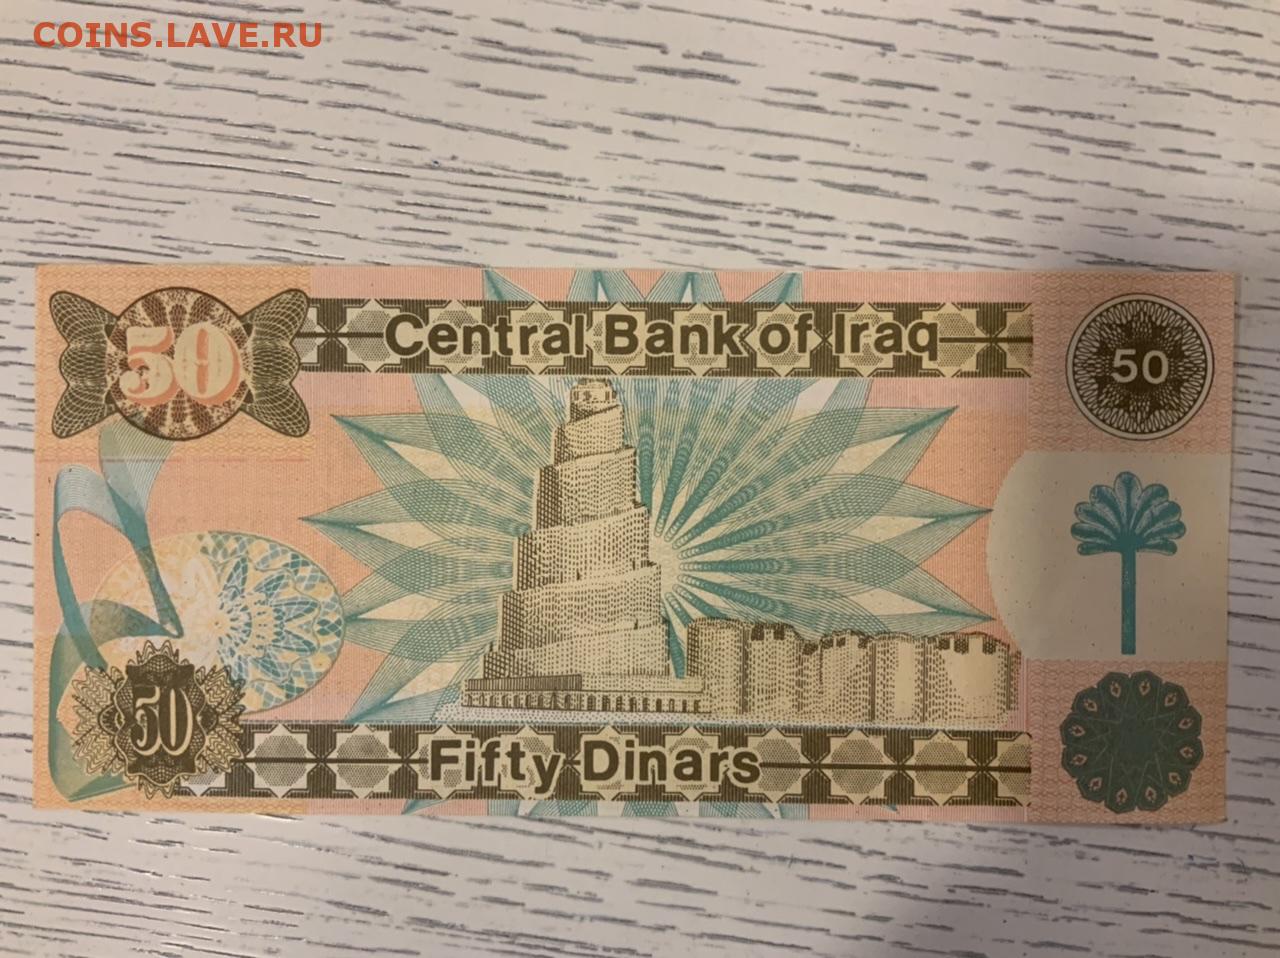 COINS.LAVE.RU
50
Central Bank of Iraq
50
50
Fifty Dinars